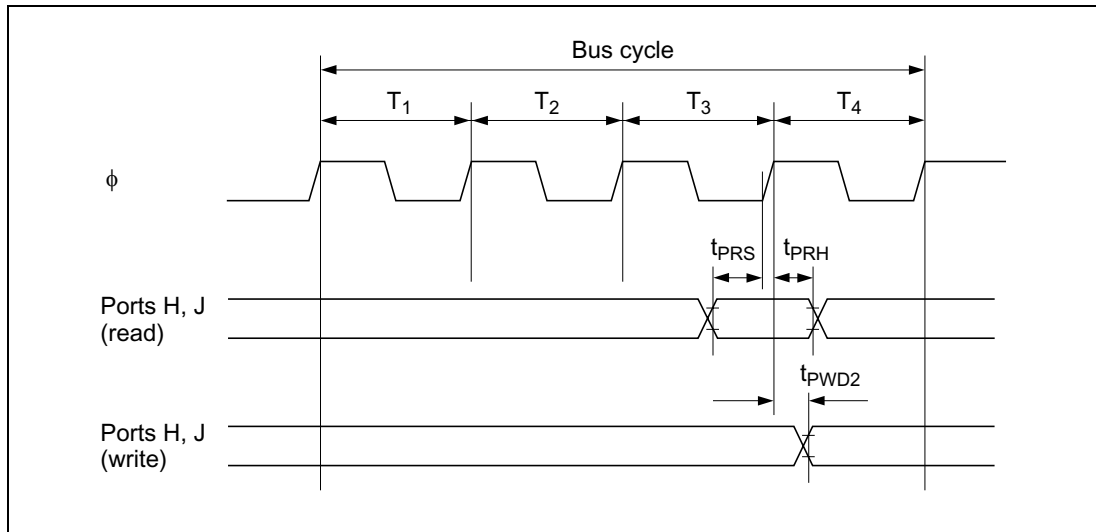 Bus cycle
T1 T2 T3 T4
ϕ
tPRS tPRH
Ports H, J
(read)
tPWD2
Ports H, J
(write)